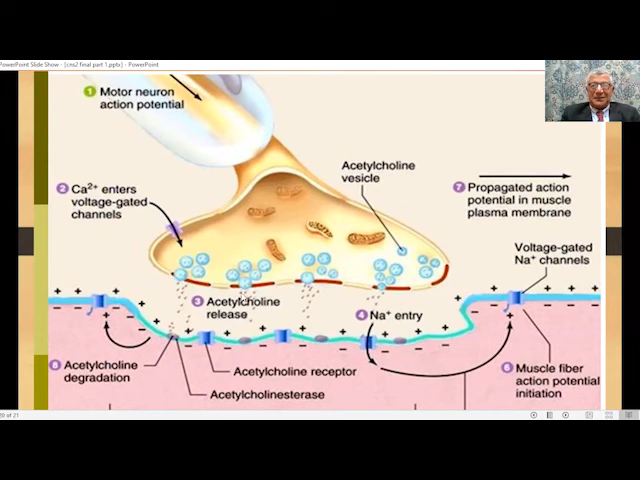 PowerPoint Slide Show - [cns2 final part 1.pptx] - PowerPoint
1 Motor neuron
action potential
Acetylcholine
vesicle
2 Ca²⁺ enters
voltage-gated
channels
7 Propagated action
potential in muscle
plasma membrane
Voltage-gated
Na⁺ channels
3 Acetylcholine
release
4 Na⁺ entry
8 Acetylcholine
degradation
Acetylcholine receptor
Acetylcholinesterase
6 Muscle fiber
action potential
initiation
20 of 21